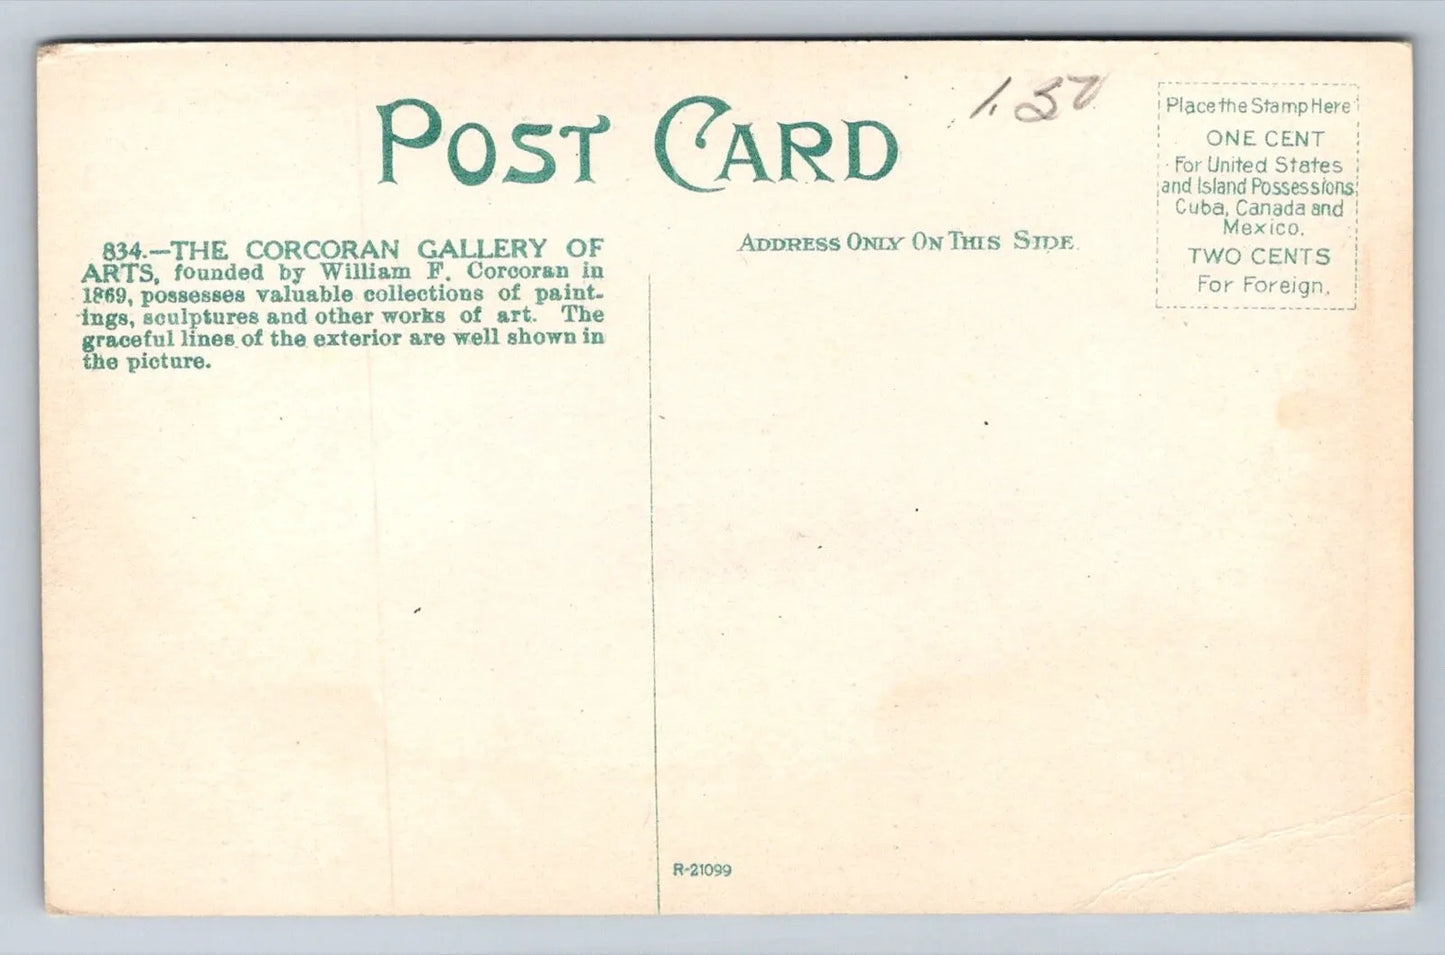 POST CARD
1.50
Place the Stamp Here
ONE CENT
For United States
and Island Possessions,
Cuba, Canada and
Mexico.
TWO CENTS
For Foreign.
834.—THE CORCORAN GALLERY OF
ARTS, founded by William F. Corcoran in
1869, possesses valuable collections of paint-
ings, sculptures and other works of art. The
graceful lines of the exterior are well shown in
the picture.
ADDRESS ONLY ON THIS SIDE.
R-21099